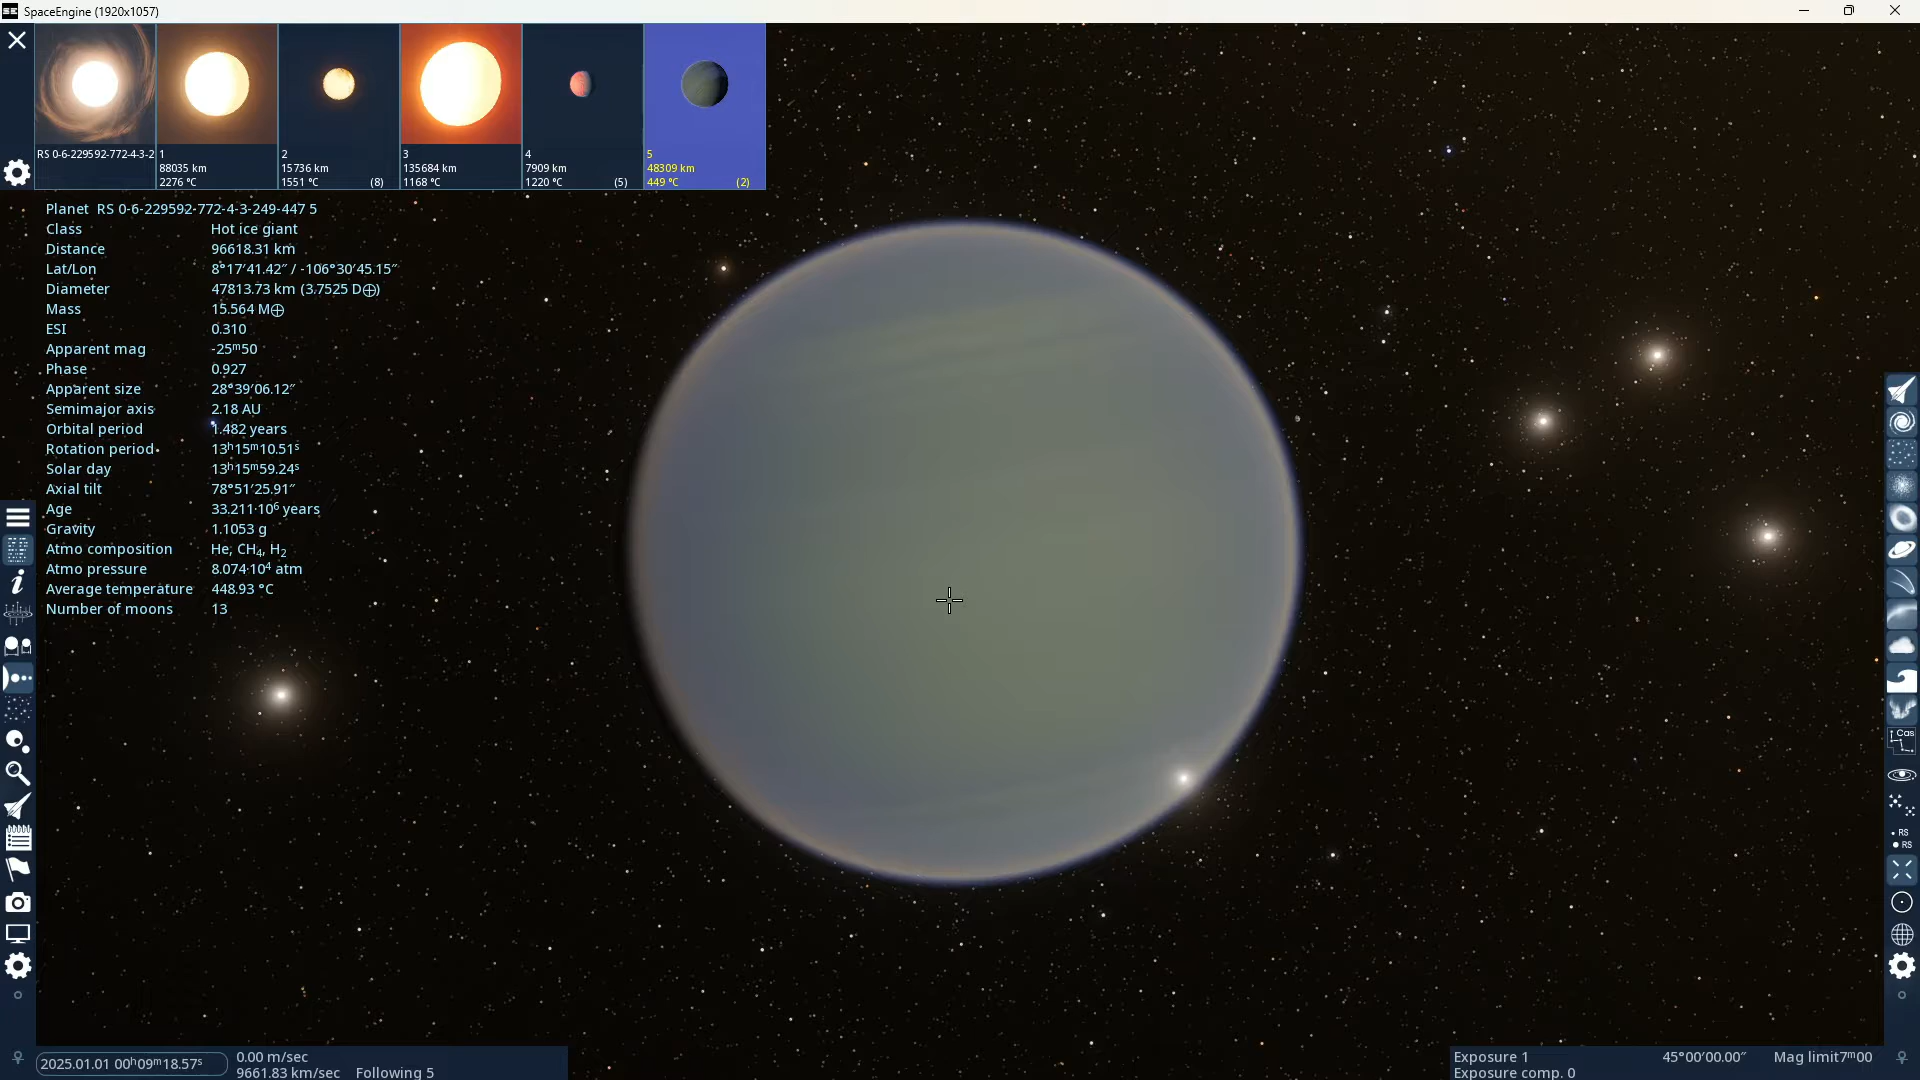 SpaceEngine (1920x1057)
RS 0-6-229592-772-4-3-2
1
88035 km
2276 °C
2
15736 km
1551 °C (8)
3
135684 km
1168 °C
4
7909 km
1220 °C (5)
5
48309 km
449 °C (2)
Planet RS 0-6-229592-772-4-3-249-447 5
Class Hot ice giant
Distance 96618.31 km
Lat/Lon 8°17′41.42″ / -106°30′45.15″
Diameter 47813.73 km (3.7525 D⊕)
Mass 15.564 M⊕
ESI 0.310
Apparent mag -25ᵐ50
Phase 0.927
Apparent size 28°39′06.12″
Semimajor axis 2.18 AU
Orbital period 1.482 years
Rotation period 13ʰ15ᵐ10.51ˢ
Solar day 13ʰ15ᵐ59.24ˢ
Axial tilt 78°51′25.91″
Age 33.211·10⁶ years
Gravity 1.1053 g
Atmo composition He, CH₄, H₂
Atmo pressure 8.074·10⁴ atm
Average temperature 448.93 °C
Number of moons 13
Cas
RS
RS
2025.01.01 00ʰ09ᵐ18.57ˢ
0.00 m/sec
9661.83 km/sec Following 5
Exposure 1 45°00′00.00″ Mag limit7ᵐ00
Exposure comp. 0